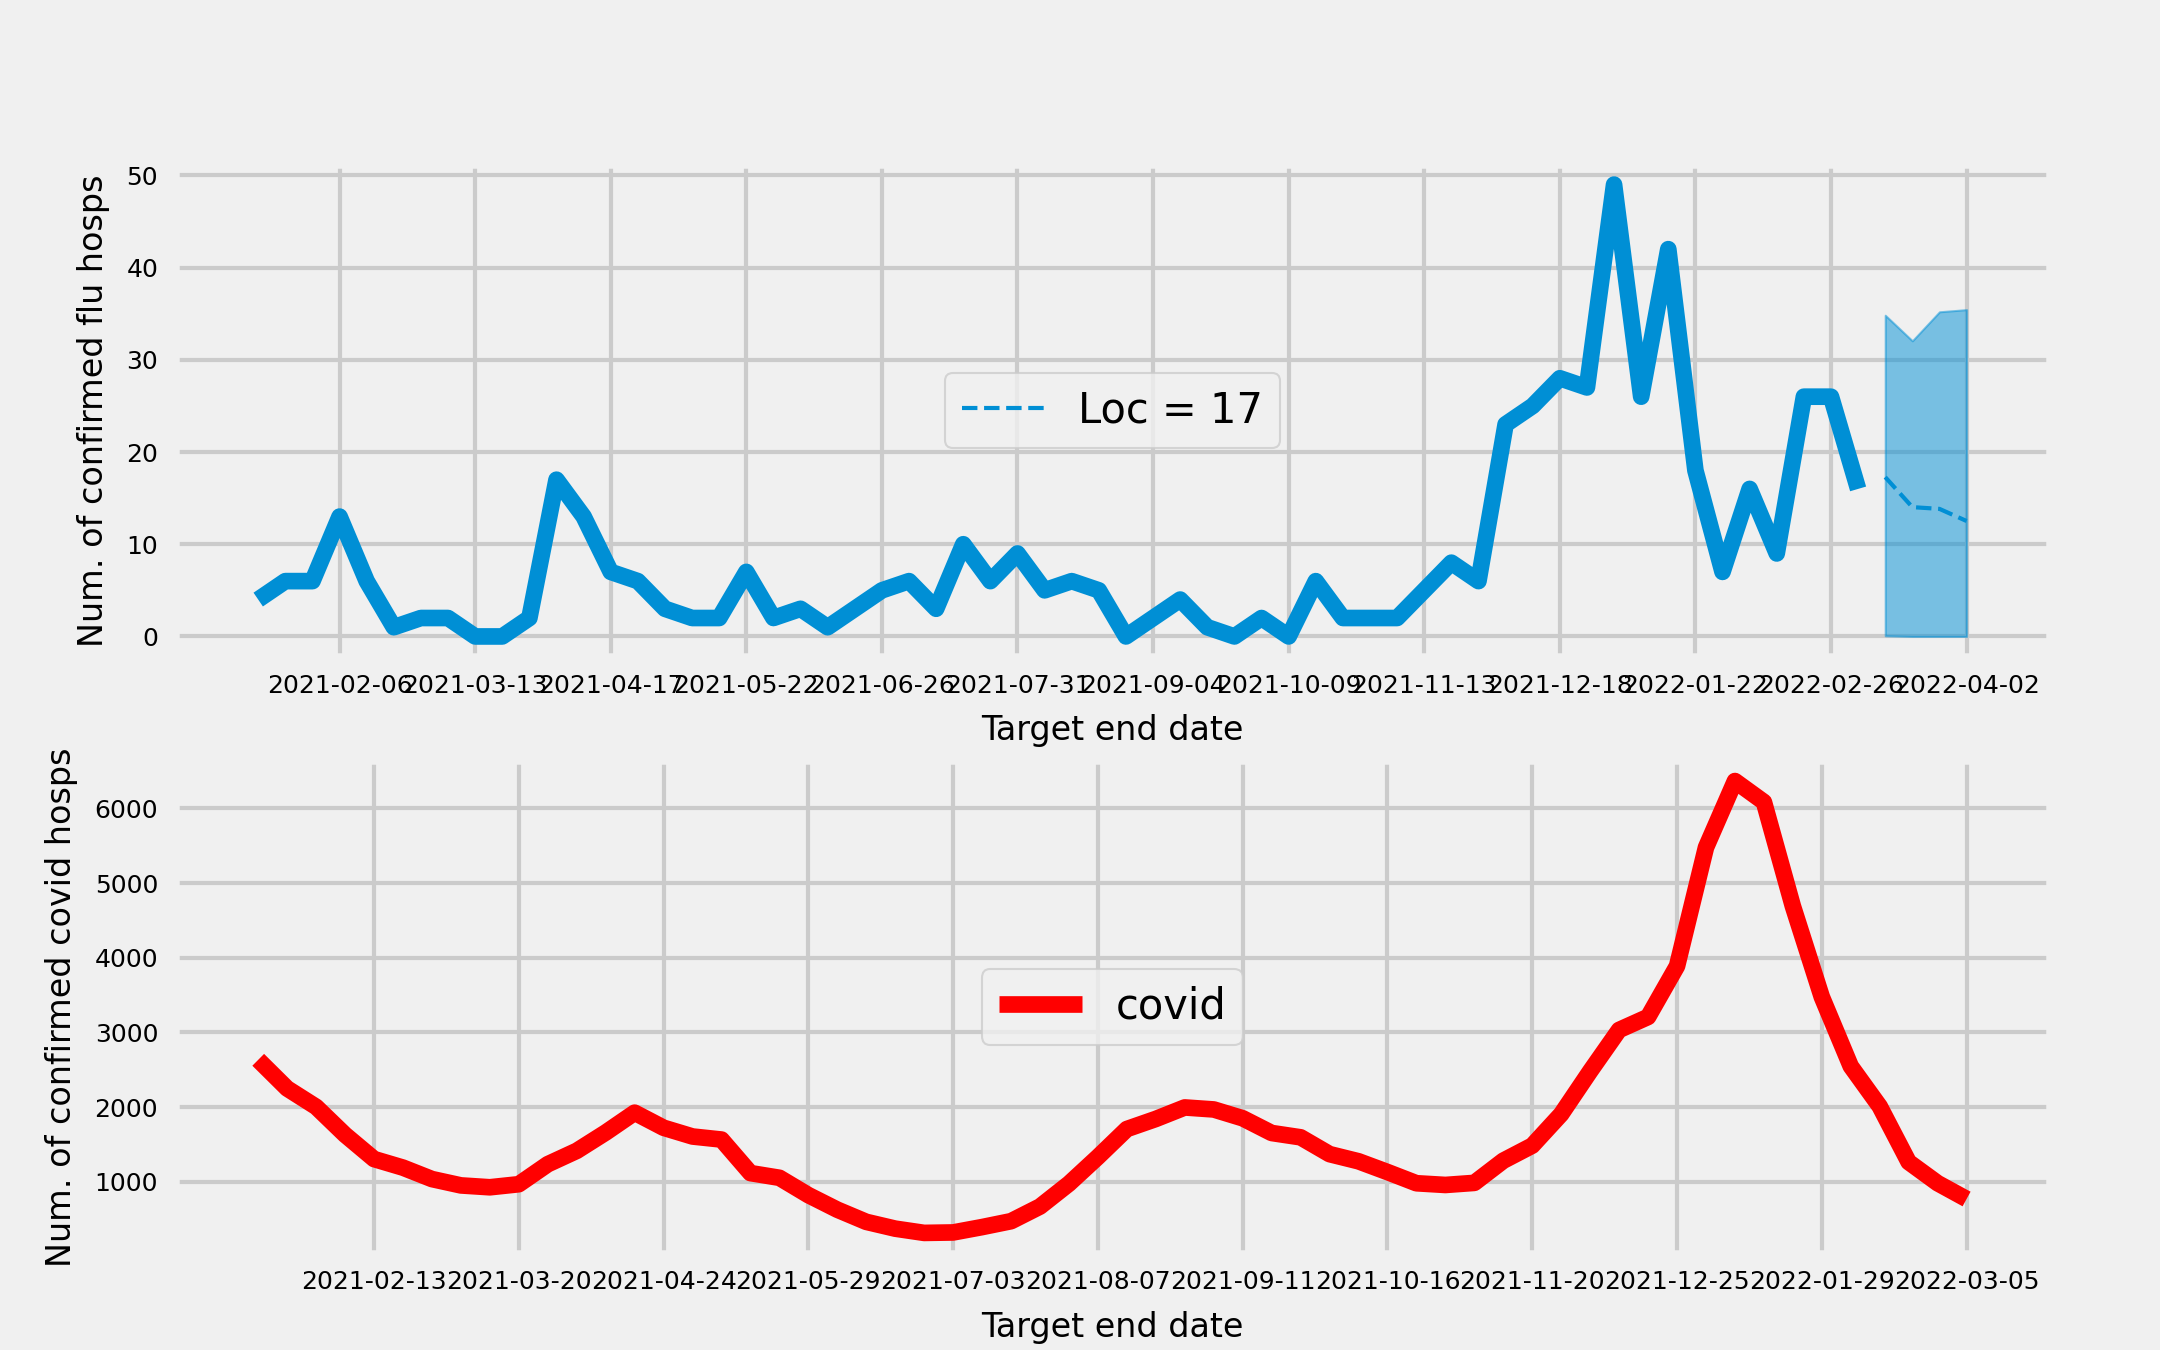 Num. of confirmed flu hosps
50
40
30
20
10
0
Loc = 17
2021-02-06 2021-03-13 2021-04-17 2021-05-22 2021-06-26 2021-07-31 2021-09-04 2021-10-09 2021-11-13 2021-12-18 2022-01-22 2022-02-26 2022-04-02
Target end date
Num. of confirmed covid hosps
6000
5000
4000
3000
2000
1000
covid
2021-02-13 2021-03-20 2021-04-24 2021-05-29 2021-07-03 2021-08-07 2021-09-11 2021-10-16 2021-11-20 2021-12-25 2022-01-29 2022-03-05
Target end date